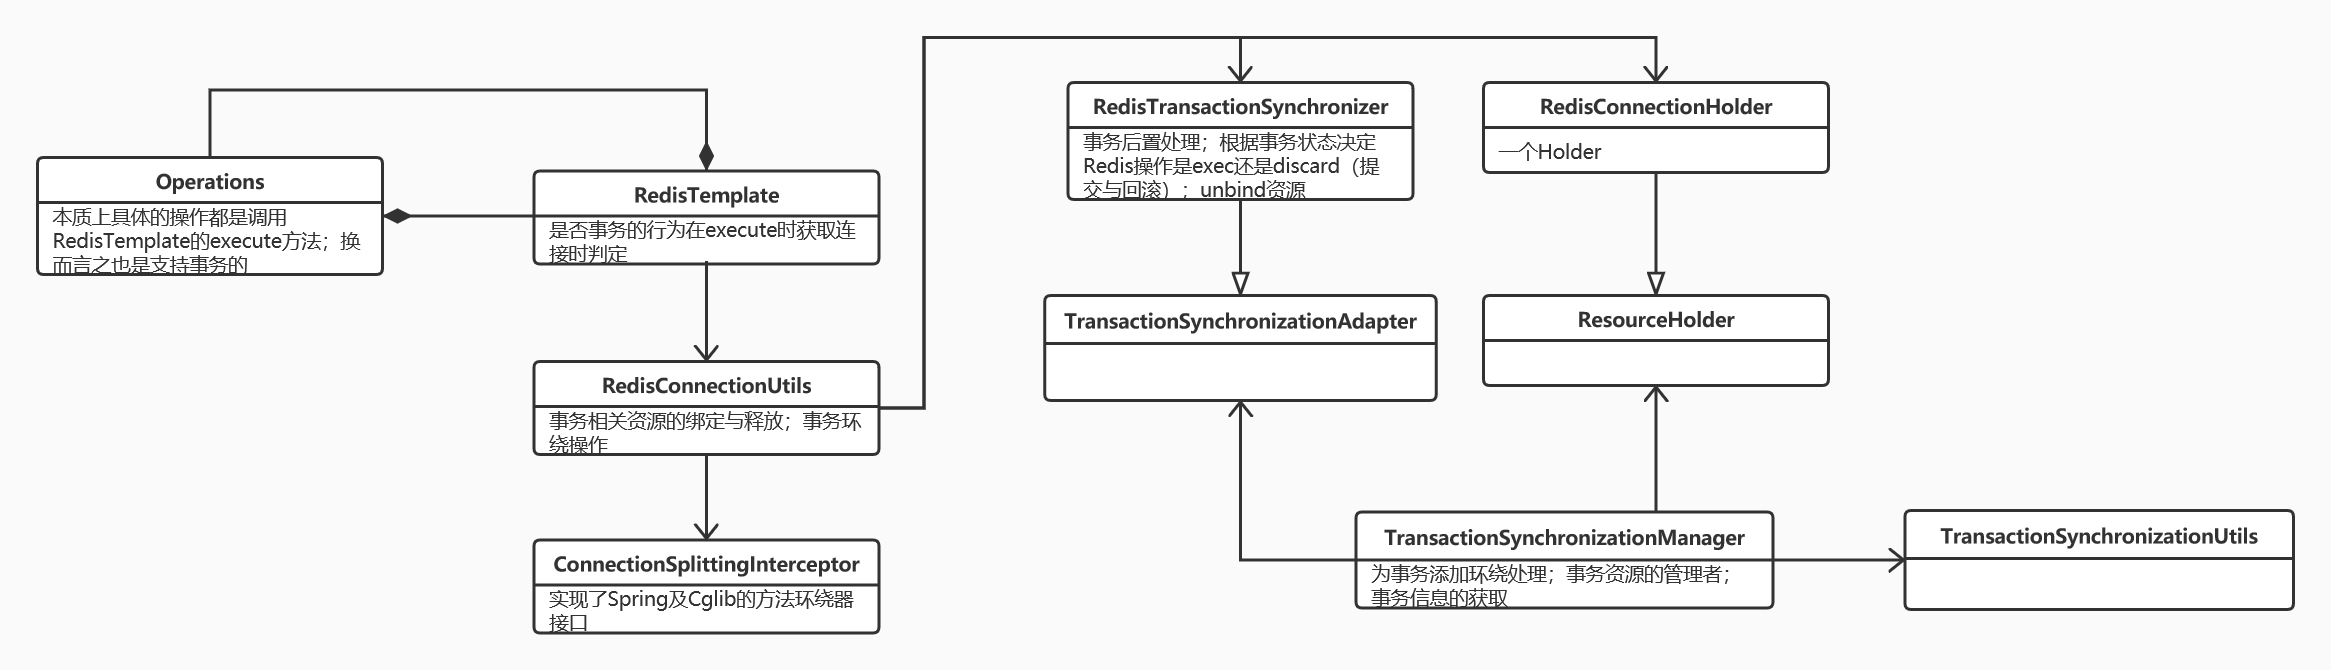 Operations
本质上具体的操作都是调用
RedisTemplate的execute方法；换
而言之也是支持事务的
RedisTemplate
是否事务的行为在execute时获取连
接时判定
RedisConnectionUtils
事务相关资源的绑定与释放；事务环
绕操作
ConnectionSplittingInterceptor
实现了Spring及Cglib的方法环绕器
接口
RedisTransactionSynchronizer
事务后置处理；根据事务状态决定
Redis操作是exec还是discard（提
交与回滚）；unbind资源
RedisConnectionHolder
一个Holder
TransactionSynchronizationAdapter
ResourceHolder
TransactionSynchronizationManager
为事务添加环绕处理；事务资源的管理者；
事务信息的获取
TransactionSynchronizationUtils